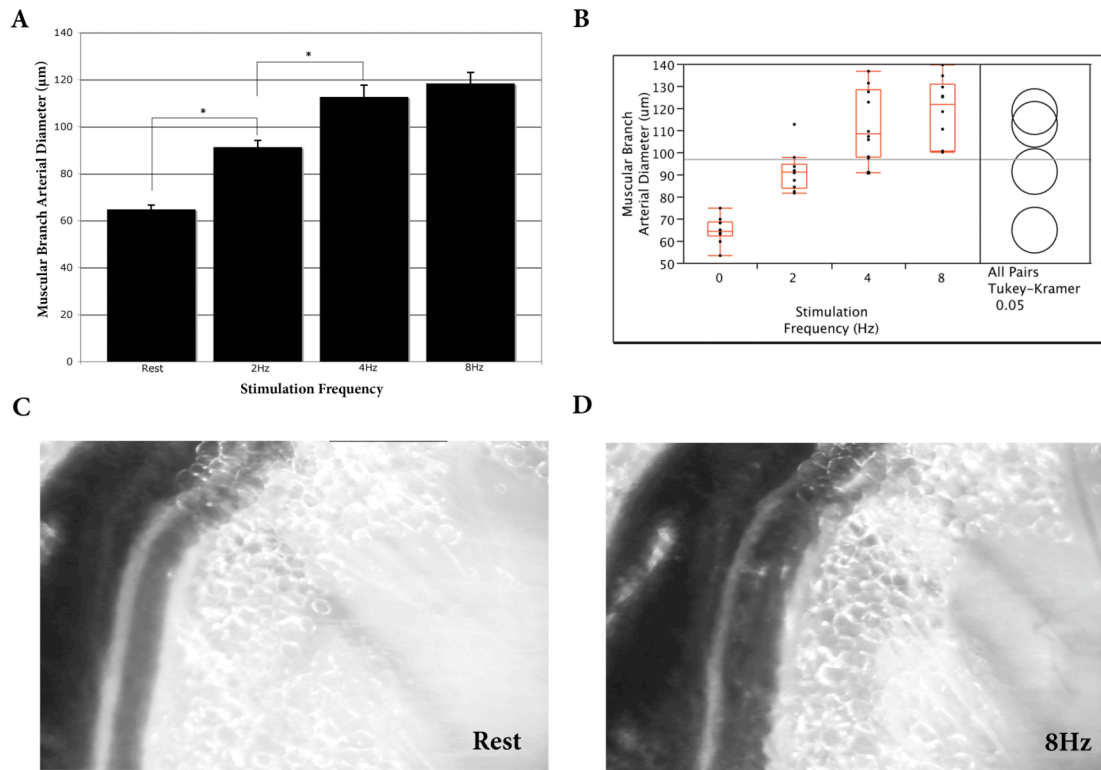 A
Muscular Branch Arterial Diameter (μm)
140
120
100
80
60
40
20
0
*
*
Rest
2Hz
4Hz
8Hz
Stimulation Frequency
B
Muscular Branch
Arterial Diameter (um)
140
130
120
110
100
90
80
70
60
50
0
2
4
8
Stimulation
Frequency (Hz)
All Pairs
Tukey-Kramer
0.05
C
Rest
D
8Hz